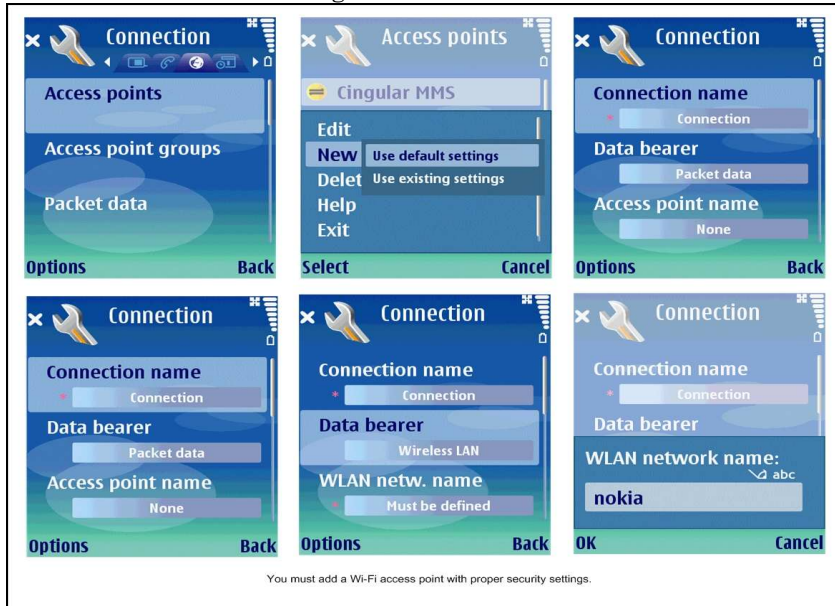 Connection
Access points
Access point groups
Packet data
Options Back
Access points
Cingular MMS
Edit
New Use default settings
Delet Use existing settings
Help
Exit
Select Cancel
Connection
Connection name
* Connection
Data bearer
Packet data
Access point name
None
Options Back
Connection
Connection name
* Connection
Data bearer
Packet data
Access point name
None
Options Back
Connection
Connection name
* Connection
Data bearer
Wireless LAN
WLAN netw. name
* Must be defined
Options Back
Connection
Connection name
* Connection
Data bearer
WLAN network name:
abc
nokia
OK Cancel
You must add a Wi-Fi access point with proper security settings.